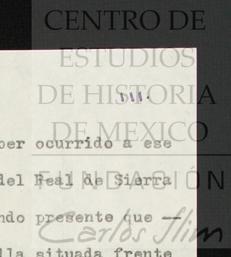 CENTRO DE
ESTUDIOS
DE HISTORIA
DE MEXICO
FUNDACIÓN
Carlos Slim
ber ocurrido a ese
del Real de Sierra
ndo presente que —
lla situada frente